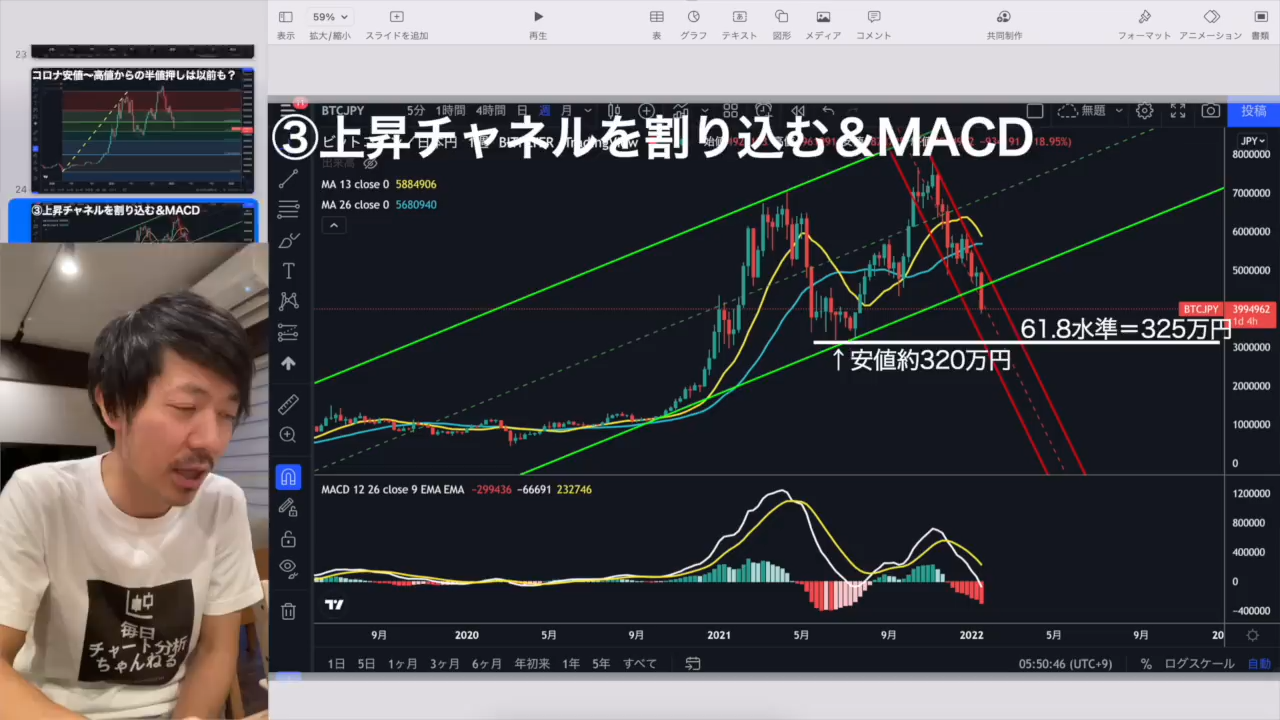 59%
表示
拡大/縮小
スライドを追加
再生
表
グラフ
テキスト
図形
メディア
コメント
共同制作
フォーマット
アニメーション
書類
23
コロナ安値〜高値からの半値押しは以前も？
24
③上昇チャネルを割り込む＆MACD
11
BTCJPY
5分
1時間
4時間
日
週
月
無題
投稿
③上昇チャネルを割り込む＆MACD
JPY
MA 13 close 0 5884906
MA 26 close 0 5680940
8000000
7000000
6000000
5000000
BTCJPY
3994962
1d 4h
61.8水準＝325万円
3000000
↑安値約320万円
2000000
1000000
0
MACD 12 26 close 9 EMA EMA −299436 −66691 232746
1200000
800000
400000
0
−400000
9月
2020
5月
9月
2021
5月
9月
2022
5月
9月
20
1日
5日
1ヶ月
3ヶ月
6ヶ月
年初来
1年
5年
すべて
05:50:46 (UTC+9)
%
ログスケール
自動
毎日
チャート分析
ちゃんねる